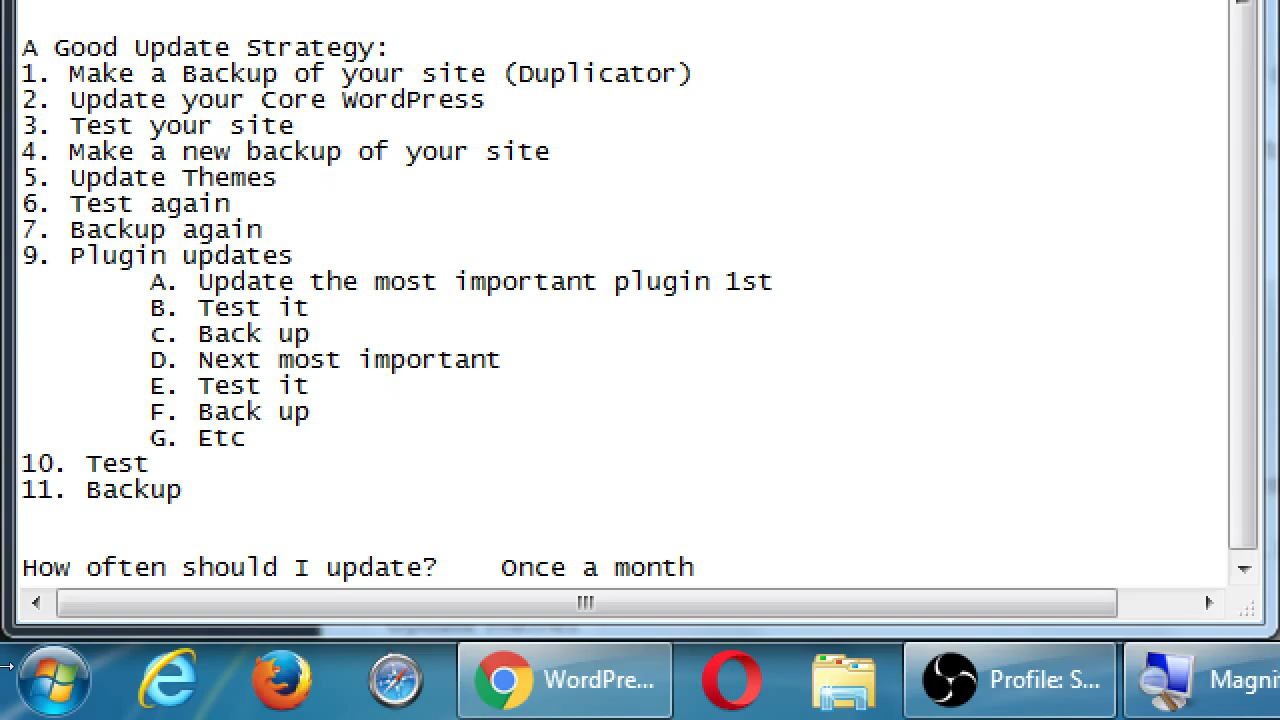 A Good Update Strategy:
1. Make a Backup of your site (Duplicator)
2. Update your Core WordPress
3. Test your site
4. Make a new backup of your site
5. Update Themes
6. Test again
7. Backup again
9. Plugin updates
A. Update the most important plugin 1st
B. Test it
C. Back up
D. Next most important
E. Test it
F. Back up
G. Etc
10. Test
11. Backup
How often should I update? Once a month
WordPre... Profile: S... Magni